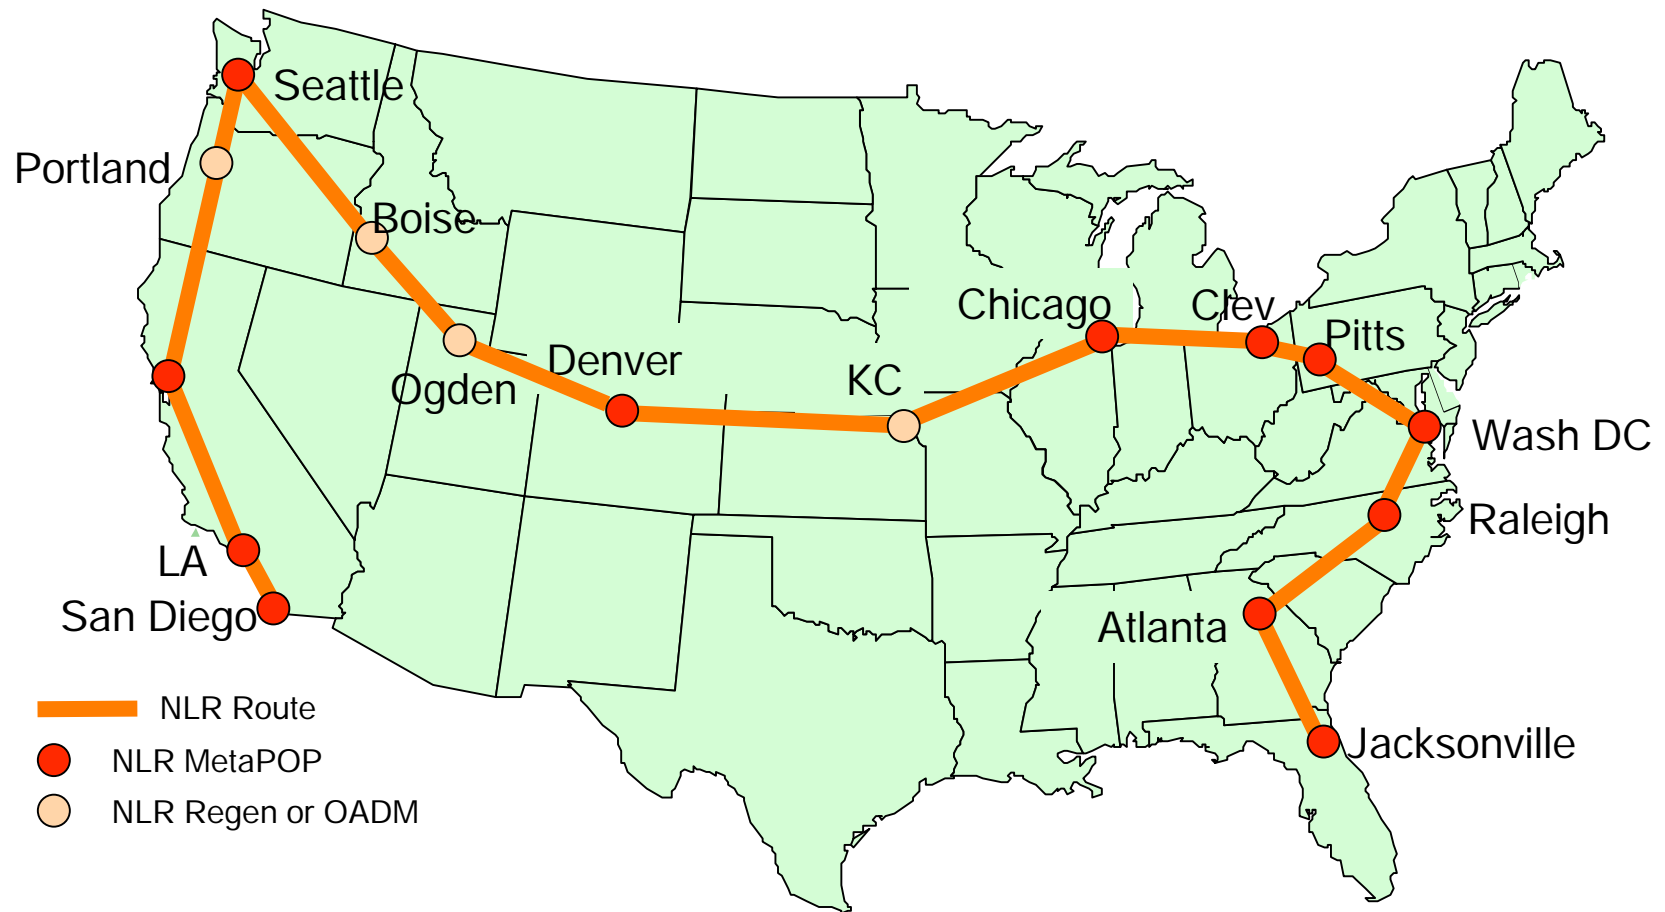 Seattle
Portland
Boise
Chicago
Clev
Pitts
Denver
KC
Ogden
Wash DC
Raleigh
LA
San Diego
Atlanta
NLR Route
Jacksonville
NLR MetaPOP
NLR Regen or OADM